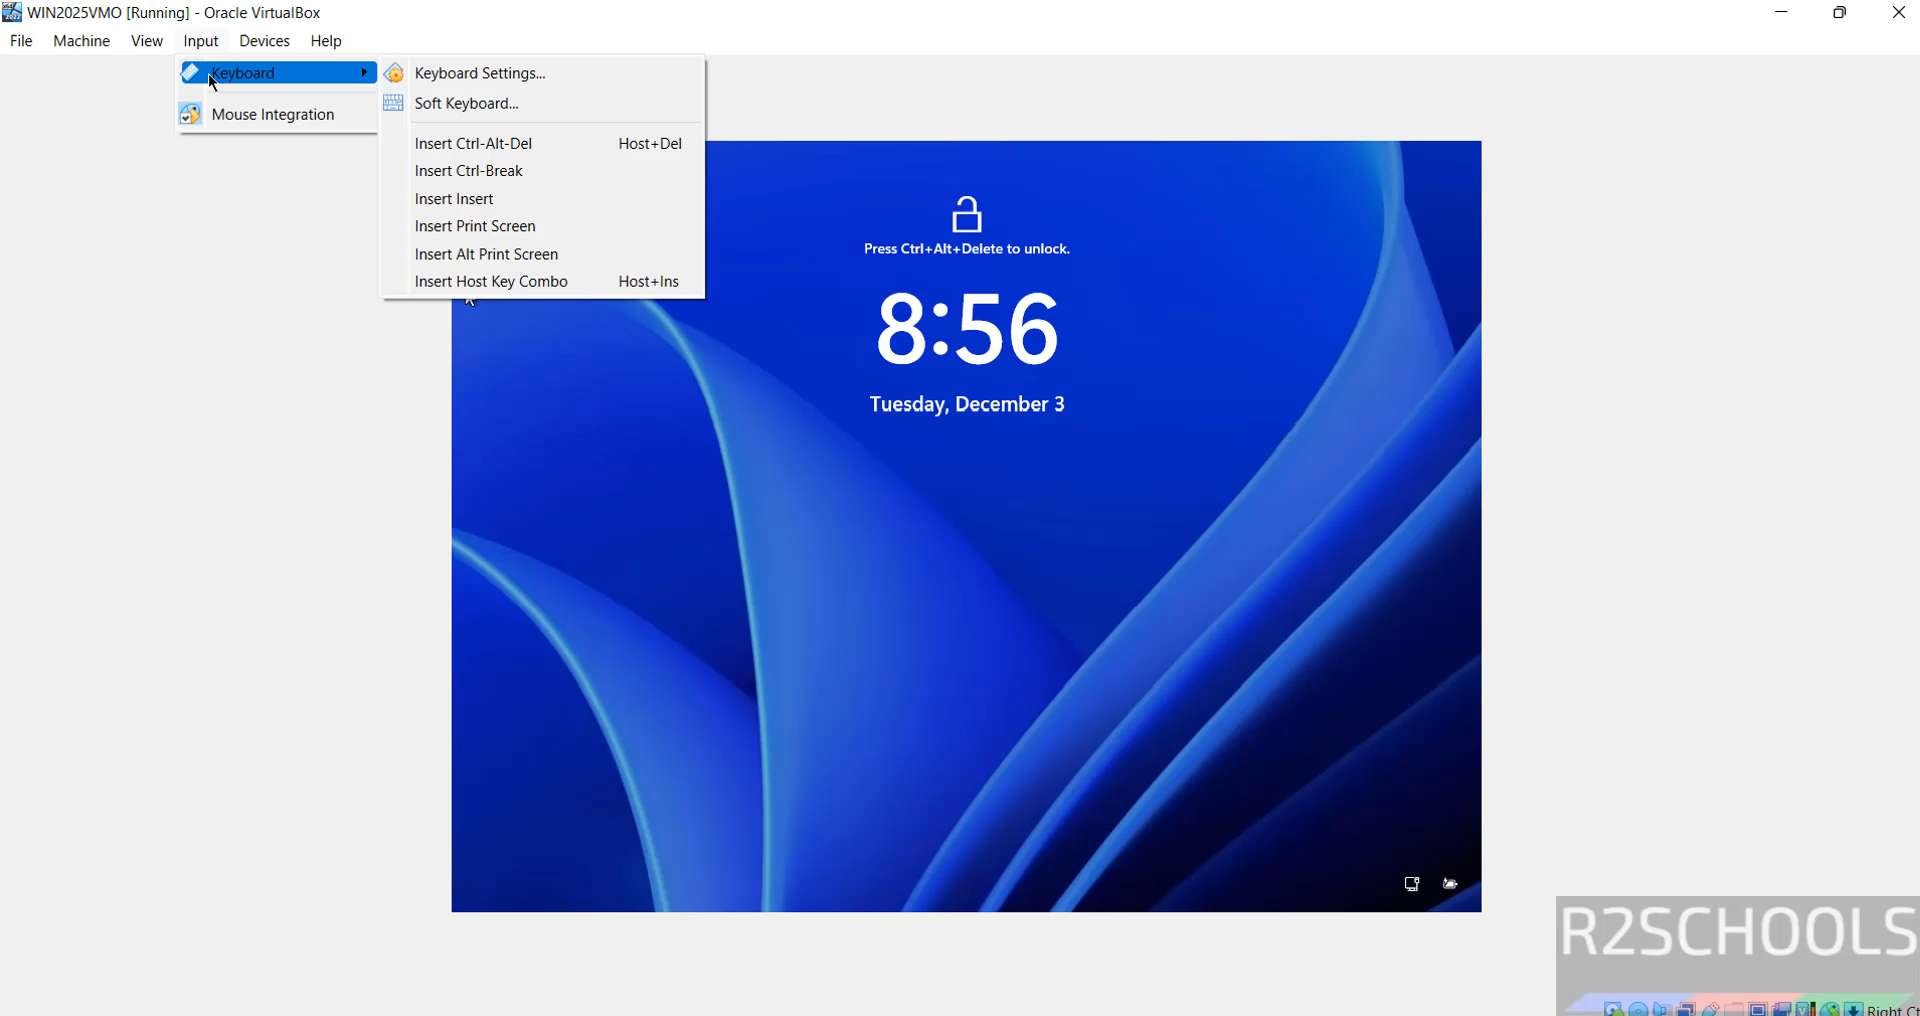 WIN2025VMO [Running] - Oracle VirtualBox
File Machine View Input Devices Help
Keyboard
Mouse Integration
Keyboard Settings...
Soft Keyboard...
Insert Ctrl-Alt-Del Host+Del
Insert Ctrl-Break
Insert Insert
Insert Print Screen
Insert Alt Print Screen
Insert Host Key Combo Host+Ins
Press Ctrl+Alt+Delete to unlock.
8:56
Tuesday, December 3
R2SCHOOLS
Right